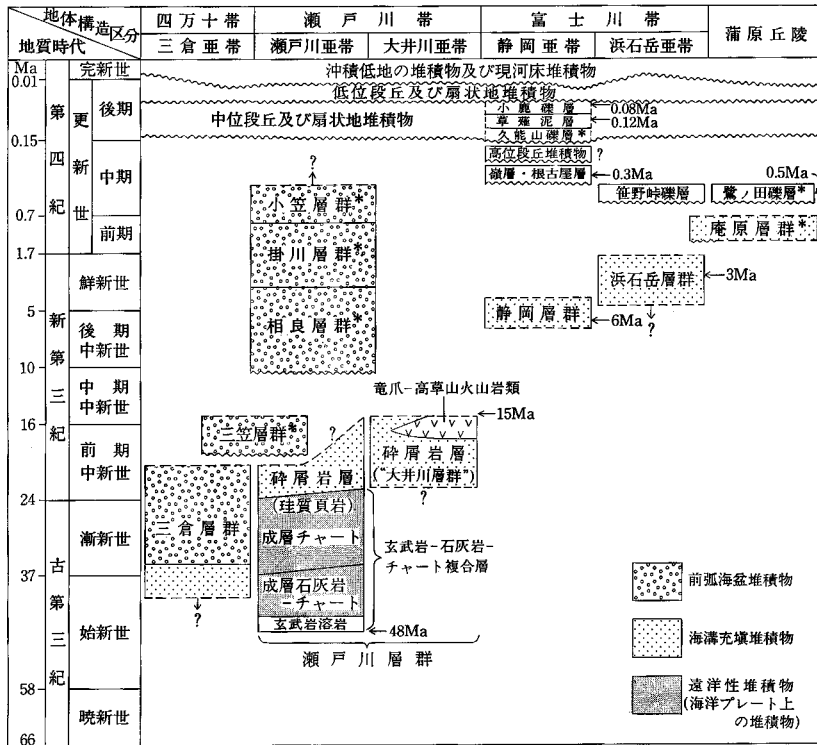 地体構造区分
地質時代
四万十帯
瀬戸川帯
富士川帯
蒲原丘陵
三倉亜帯
瀬戸川亜帯
大井川亜帯
静岡亜帯
浜石岳亜帯
Ma
0.01
0.15
0.7
1.7
5
10
16
24
37
58
66
第四紀
新第三紀
古第三紀
完新世
更新世
後期
中期
前期
鮮新世
後期
中新世
中期
中新世
前期
中新世
漸新世
始新世
暁新世
沖積低地の堆積物及び現河床堆積物
低位段丘及び扇状地堆積物
中位段丘及び扇状地堆積物
小鹿礫層
0.08Ma
草薙泥層
0.12Ma
久能山礫層*
高位段丘堆積物
?
嶺層・根古屋層
0.3Ma
0.5Ma
笹野峠礫層
鷺ノ田礫層*
庵原層群*
?
小笠層群*
掛川層群*
相良層群*
浜石岳層群
3Ma
?
静岡層群
6Ma
竜爪-高草山火山岩類
15Ma
三笠層群*
?
砕屑岩層
砕屑岩層
("大井川層群")
?
三倉層群
?
(珪質頁岩)
成層チャート
成層石灰岩
-チャート
玄武岩溶岩
48Ma
玄武岩-石灰岩-
チャート複合層
瀬戸川層群
前弧海盆堆積物
海溝充塡堆積物
遠洋性堆積物
(海洋プレート上
の堆積物)